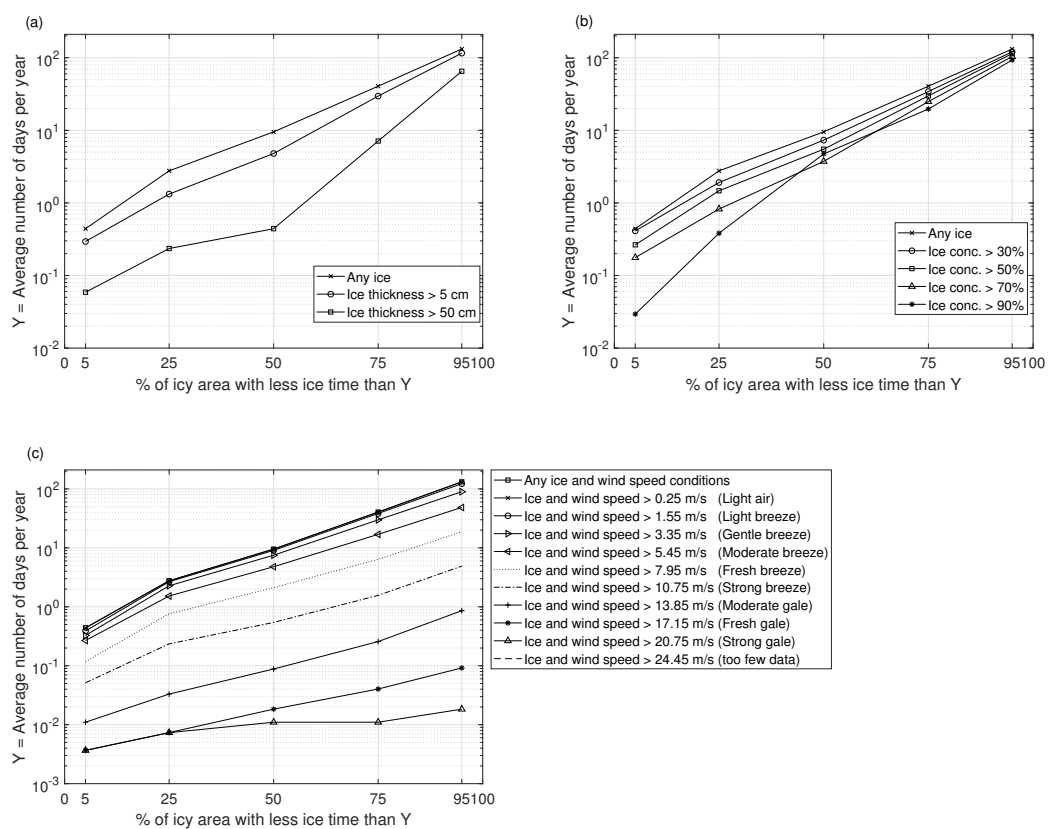 (a)
Y = Average number of days per year
10^2
10^1
10^0
10^-1
10^-2
0 5 25 50 75 95100
% of icy area with less ice time than Y
Any ice
Ice thickness > 5 cm
Ice thickness > 50 cm
(b)
Y = Average number of days per year
10^2
10^1
10^0
10^-1
10^-2
0 5 25 50 75 95100
% of icy area with less ice time than Y
Any ice
Ice conc. > 30%
Ice conc. > 50%
Ice conc. > 70%
Ice conc. > 90%
(c)
Y = Average number of days per year
10^2
10^1
10^0
10^-1
10^-2
10^-3
0 5 25 50 75 95100
% of icy area with less ice time than Y
Any ice and wind speed conditions
Ice and wind speed > 0.25 m/s (Light air)
Ice and wind speed > 1.55 m/s (Light breeze)
Ice and wind speed > 3.35 m/s (Gentle breeze)
Ice and wind speed > 5.45 m/s (Moderate breeze)
Ice and wind speed > 7.95 m/s (Fresh breeze)
Ice and wind speed > 10.75 m/s (Strong breeze)
Ice and wind speed > 13.85 m/s (Moderate gale)
Ice and wind speed > 17.15 m/s (Fresh gale)
Ice and wind speed > 20.75 m/s (Strong gale)
Ice and wind speed > 24.45 m/s (too few data)